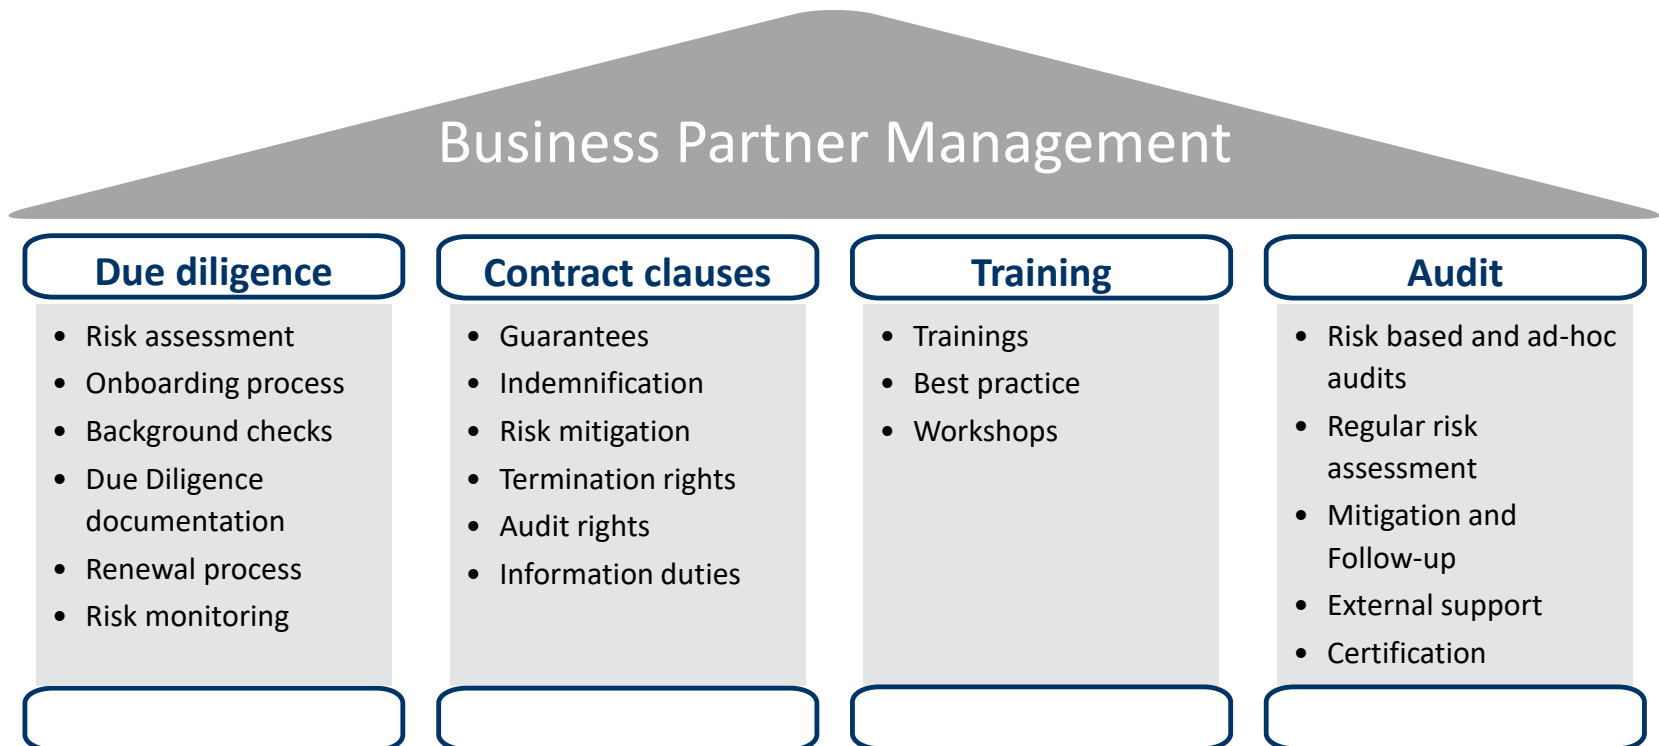 Business Partner Management
Due diligence
• Risk assessment
• Onboarding process
• Background checks
• Due Diligence
documentation
• Renewal process
• Risk monitoring
Contract clauses
• Guarantees
• Indemnification
• Risk mitigation
• Termination rights
• Audit rights
• Information duties
Training
• Trainings
• Best practice
• Workshops
Audit
• Risk based and ad-hoc
audits
• Regular risk
assessment
• Mitigation and
Follow-up
• External support
• Certification